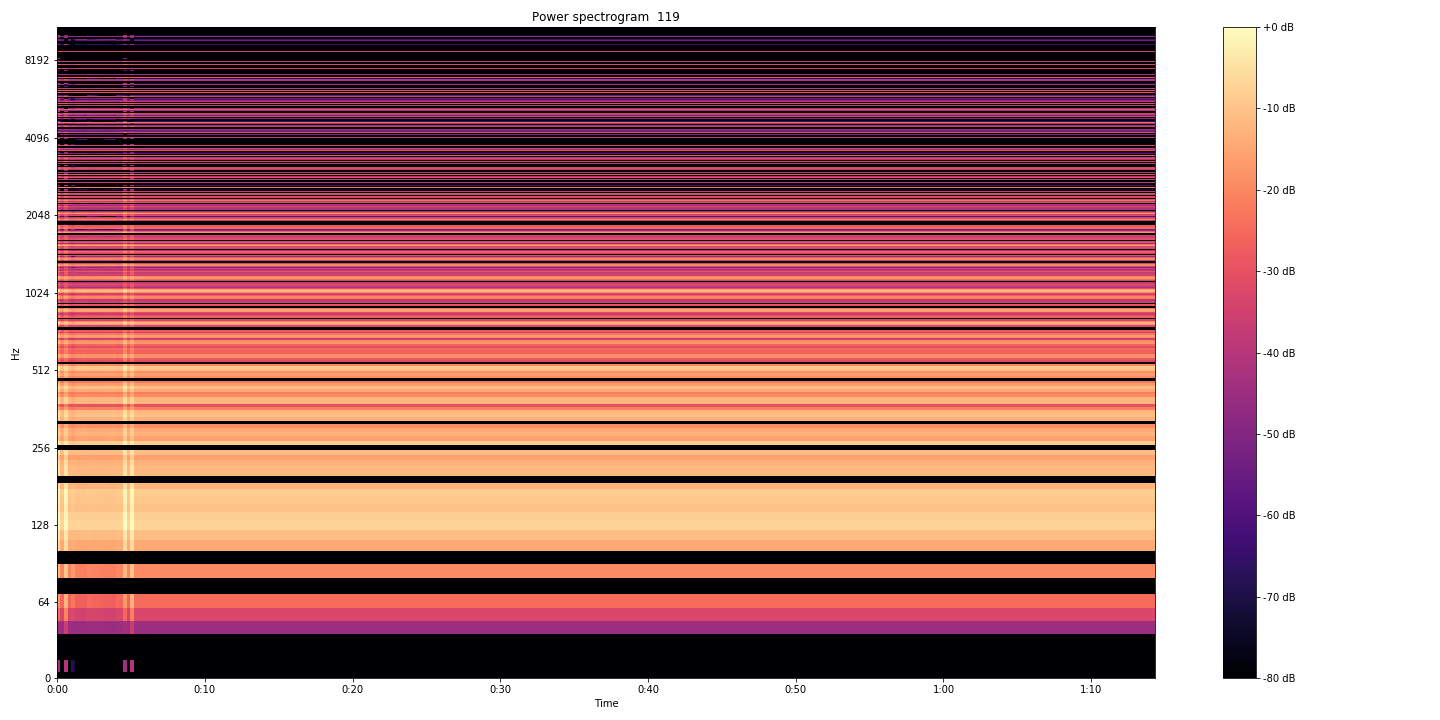 Power spectrogram  119
+0 dB
8192
-10 dB
4096
-20 dB
2048
-30 dB
1024
Hz
-40 dB
512
-50 dB
256
-60 dB
128
-70 dB
64
0
-80 dB
0:00
0:10
0:20
0:30
0:40
0:50
1:00
1:10
Time